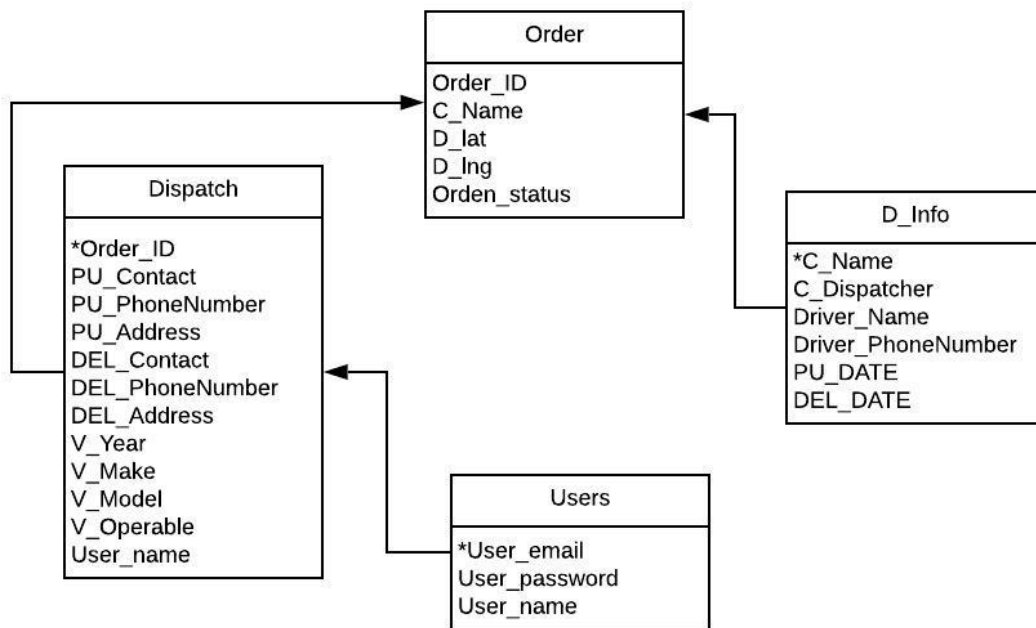 Order
Order_ID
C_Name
D_lat
D_lng
Orden_status
Dispatch
*Order_ID
PU_Contact
PU_PhoneNumber
PU_Address
DEL_Contact
DEL_PhoneNumber
DEL_Address
V_Year
V_Make
V_Model
V_Operable
User_name
D_Info
*C_Name
C_Dispatcher
Driver_Name
Driver_PhoneNumber
PU_DATE
DEL_DATE
Users
*User_email
User_password
User_name